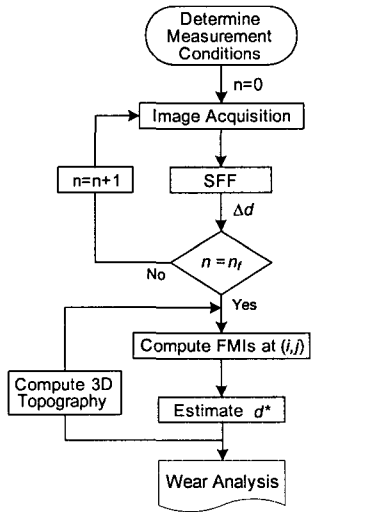 Determine
Measurement
Conditions
n=0
Image Acquisition
n=n+1
SFF
Δd
n = nf
No
Yes
Compute FMIs at (i,j)
Compute 3D
Topography
Estimate d*
Wear Analysis